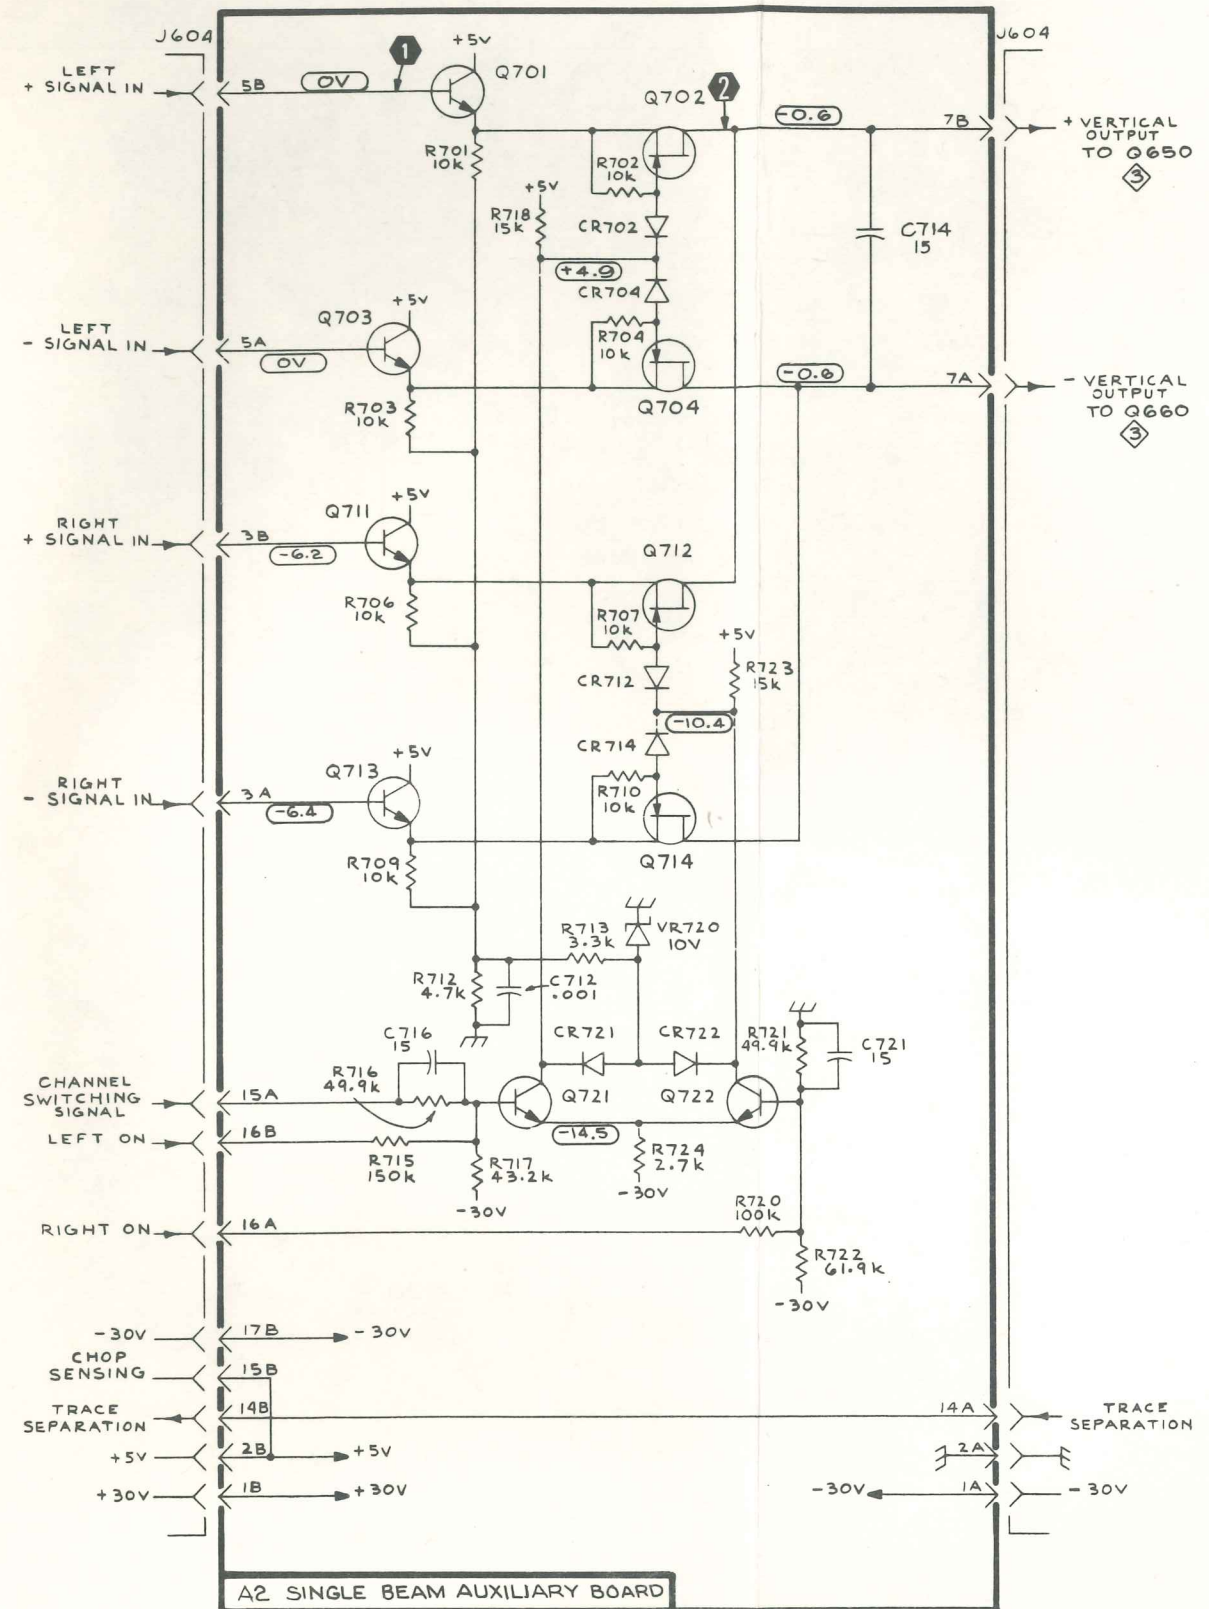 J604
J604
+5V
LEFT
+ SIGNAL IN
5B
0V
1
Q701
Q702
2
-0.6
7B
+ VERTICAL
OUTPUT
TO Q650
3
R701
10k
R702
10k
+5V
R718
15k
CR702
C714
15
+4.9
CR704
+5V
Q703
LEFT
- SIGNAL IN
5A
0V
R704
10k
-0.6
7A
- VERTICAL
OUTPUT
TO Q660
3
Q704
R703
10k
+5V
Q711
RIGHT
+ SIGNAL IN
3B
-6.2
Q712
R706
10k
R707
10k
+5V
R723
15k
CR712
-10.4
CR714
+5V
Q713
RIGHT
- SIGNAL IN
3A
-6.4
R710
10k
Q714
R709
10k
R713
3.3k
VR720
10V
R712
4.7k
C712
.001
C716
15
CR721
CR722
R721
49.9k
C721
15
R716
49.9k
CHANNEL
SWITCHING
SIGNAL
15A
Q721
Q722
LEFT ON
16B
-14.5
R715
150k
R717
43.2k
-30V
R724
2.7k
-30V
R720
100k
RIGHT ON
16A
R722
61.9k
-30V
-30V
17B
-30V
CHOP
SENSING
15B
TRACE
SEPARATION
14B
14A
TRACE
SEPARATION
+5V
2B
+5V
2A
+30V
1B
+30V
-30V
1A
-30V
A2 SINGLE BEAM AUXILIARY BOARD